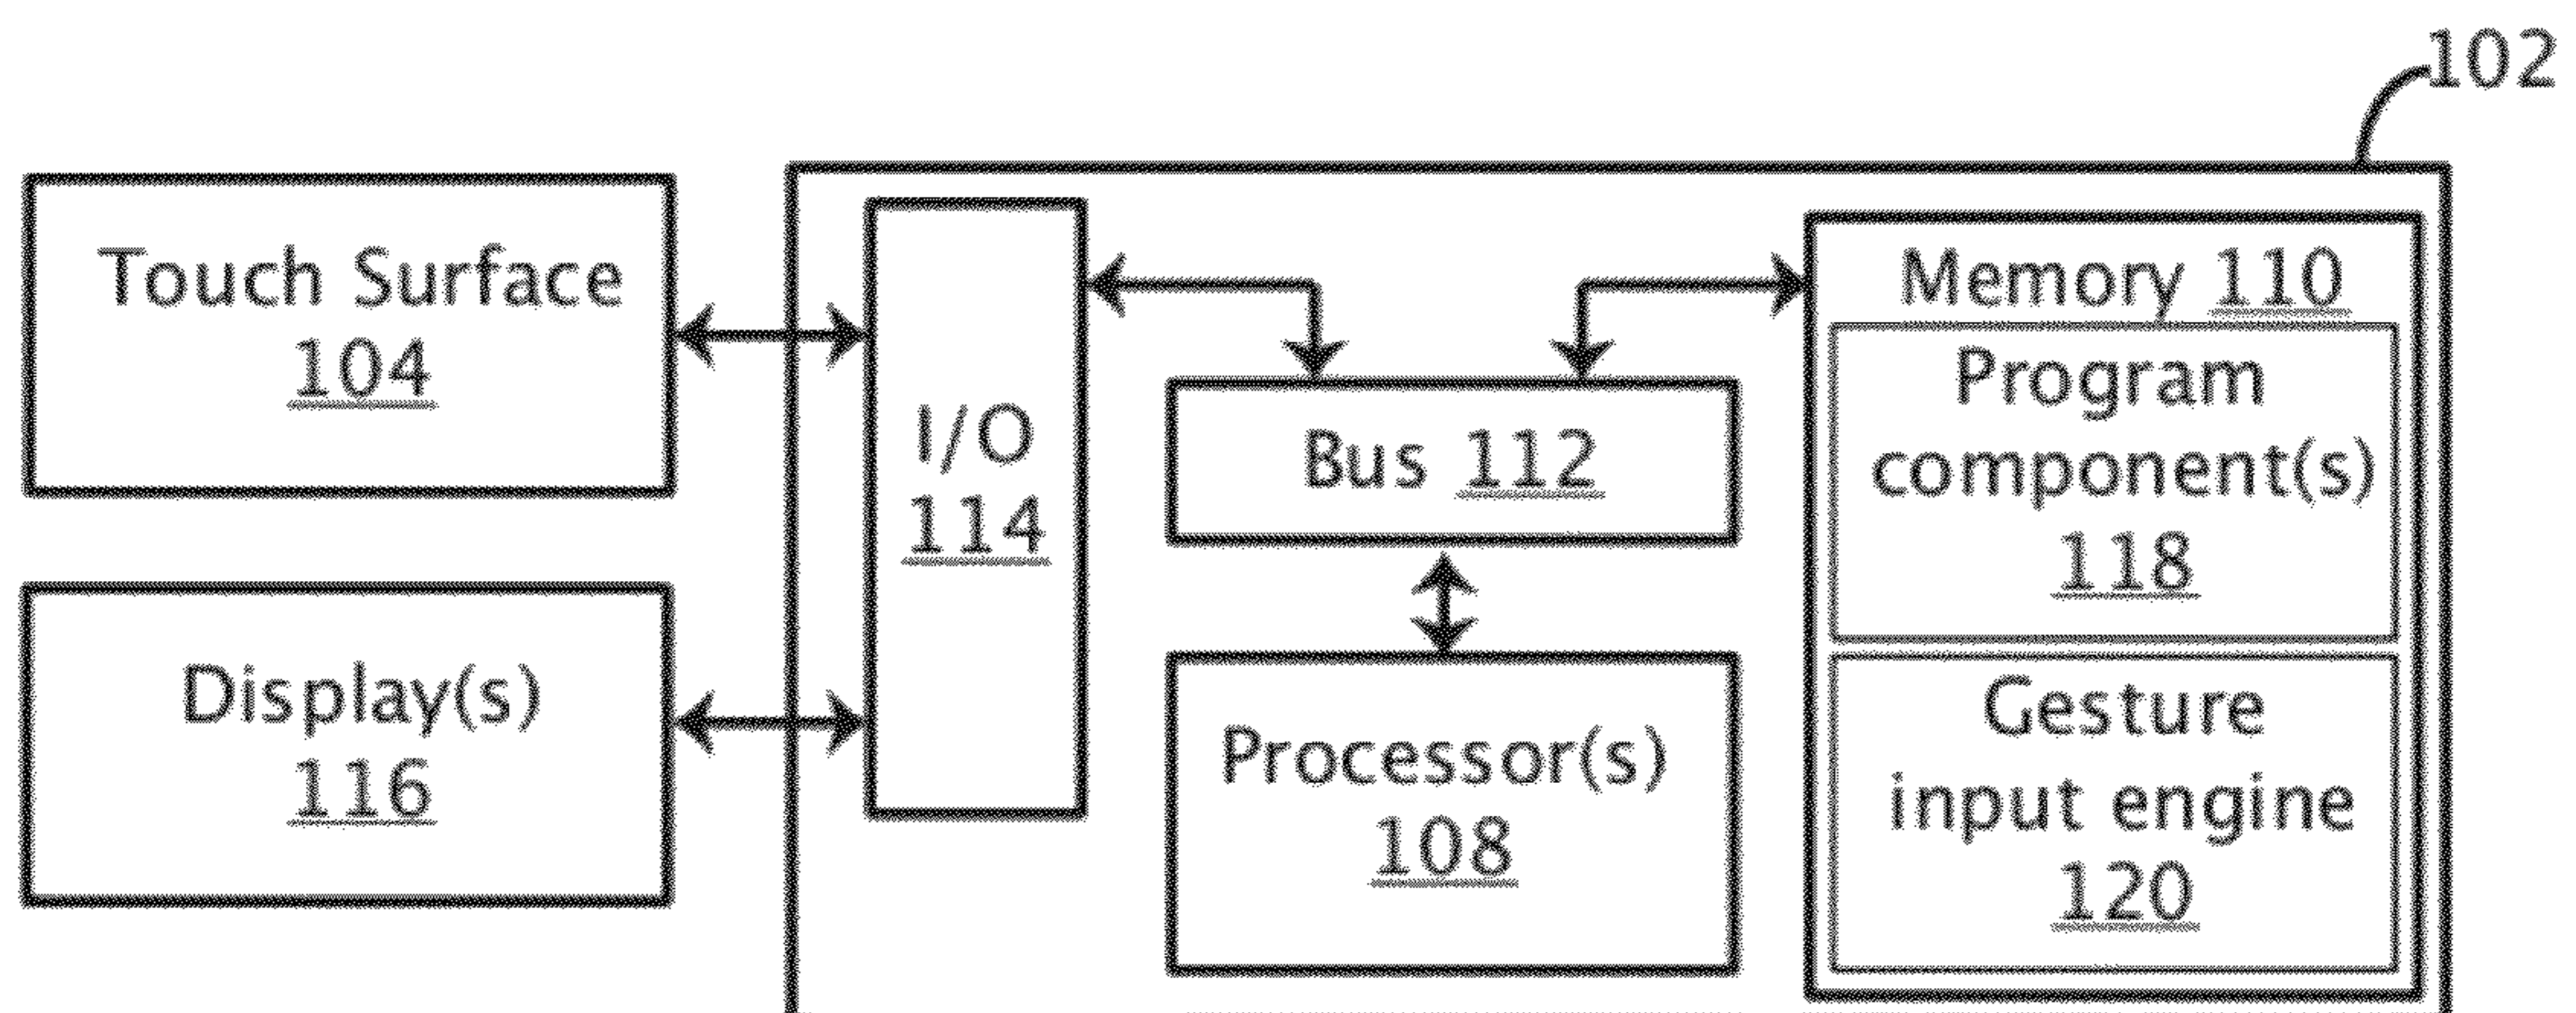 102
Touch Surface
104
Display(s)
116
I/O
114
Bus 112
Processor(s)
108
Memory 110
Program
component(s)
118
Gesture
input engine
120